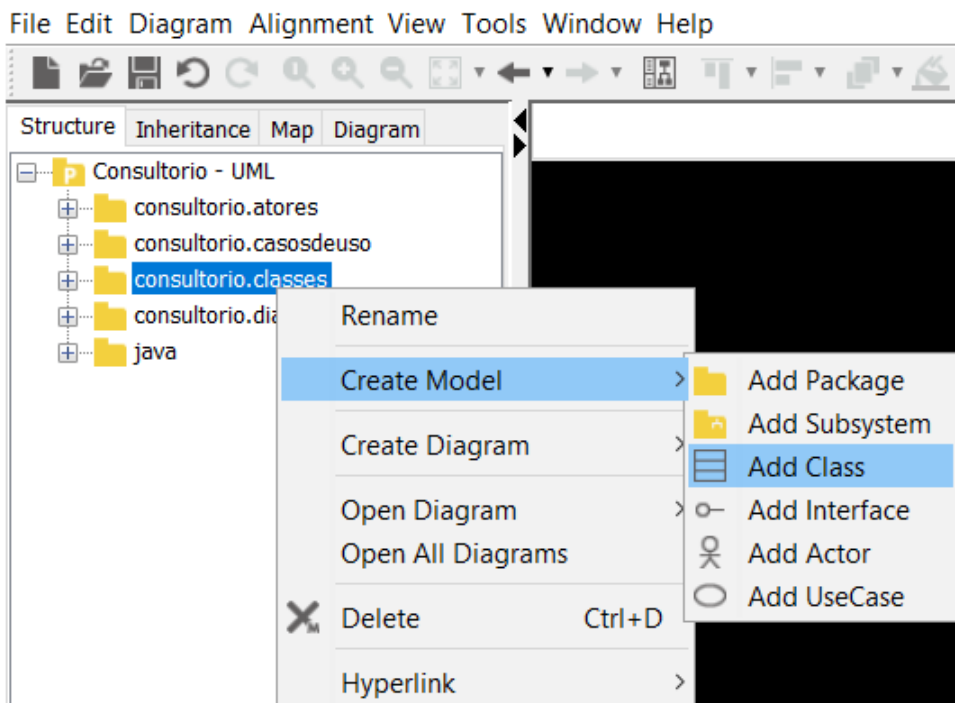 File Edit Diagram Alignment View Tools Window Help
Structure Inheritance Map Diagram
Consultorio - UML
consultorio.atores
consultorio.casosdeuso
consultorio.classes
consultorio.dia
java
Rename
Create Model
Create Diagram
Open Diagram
Open All Diagrams
Delete Ctrl+D
Hyperlink
Add Package
Add Subsystem
Add Class
Add Interface
Add Actor
Add UseCase